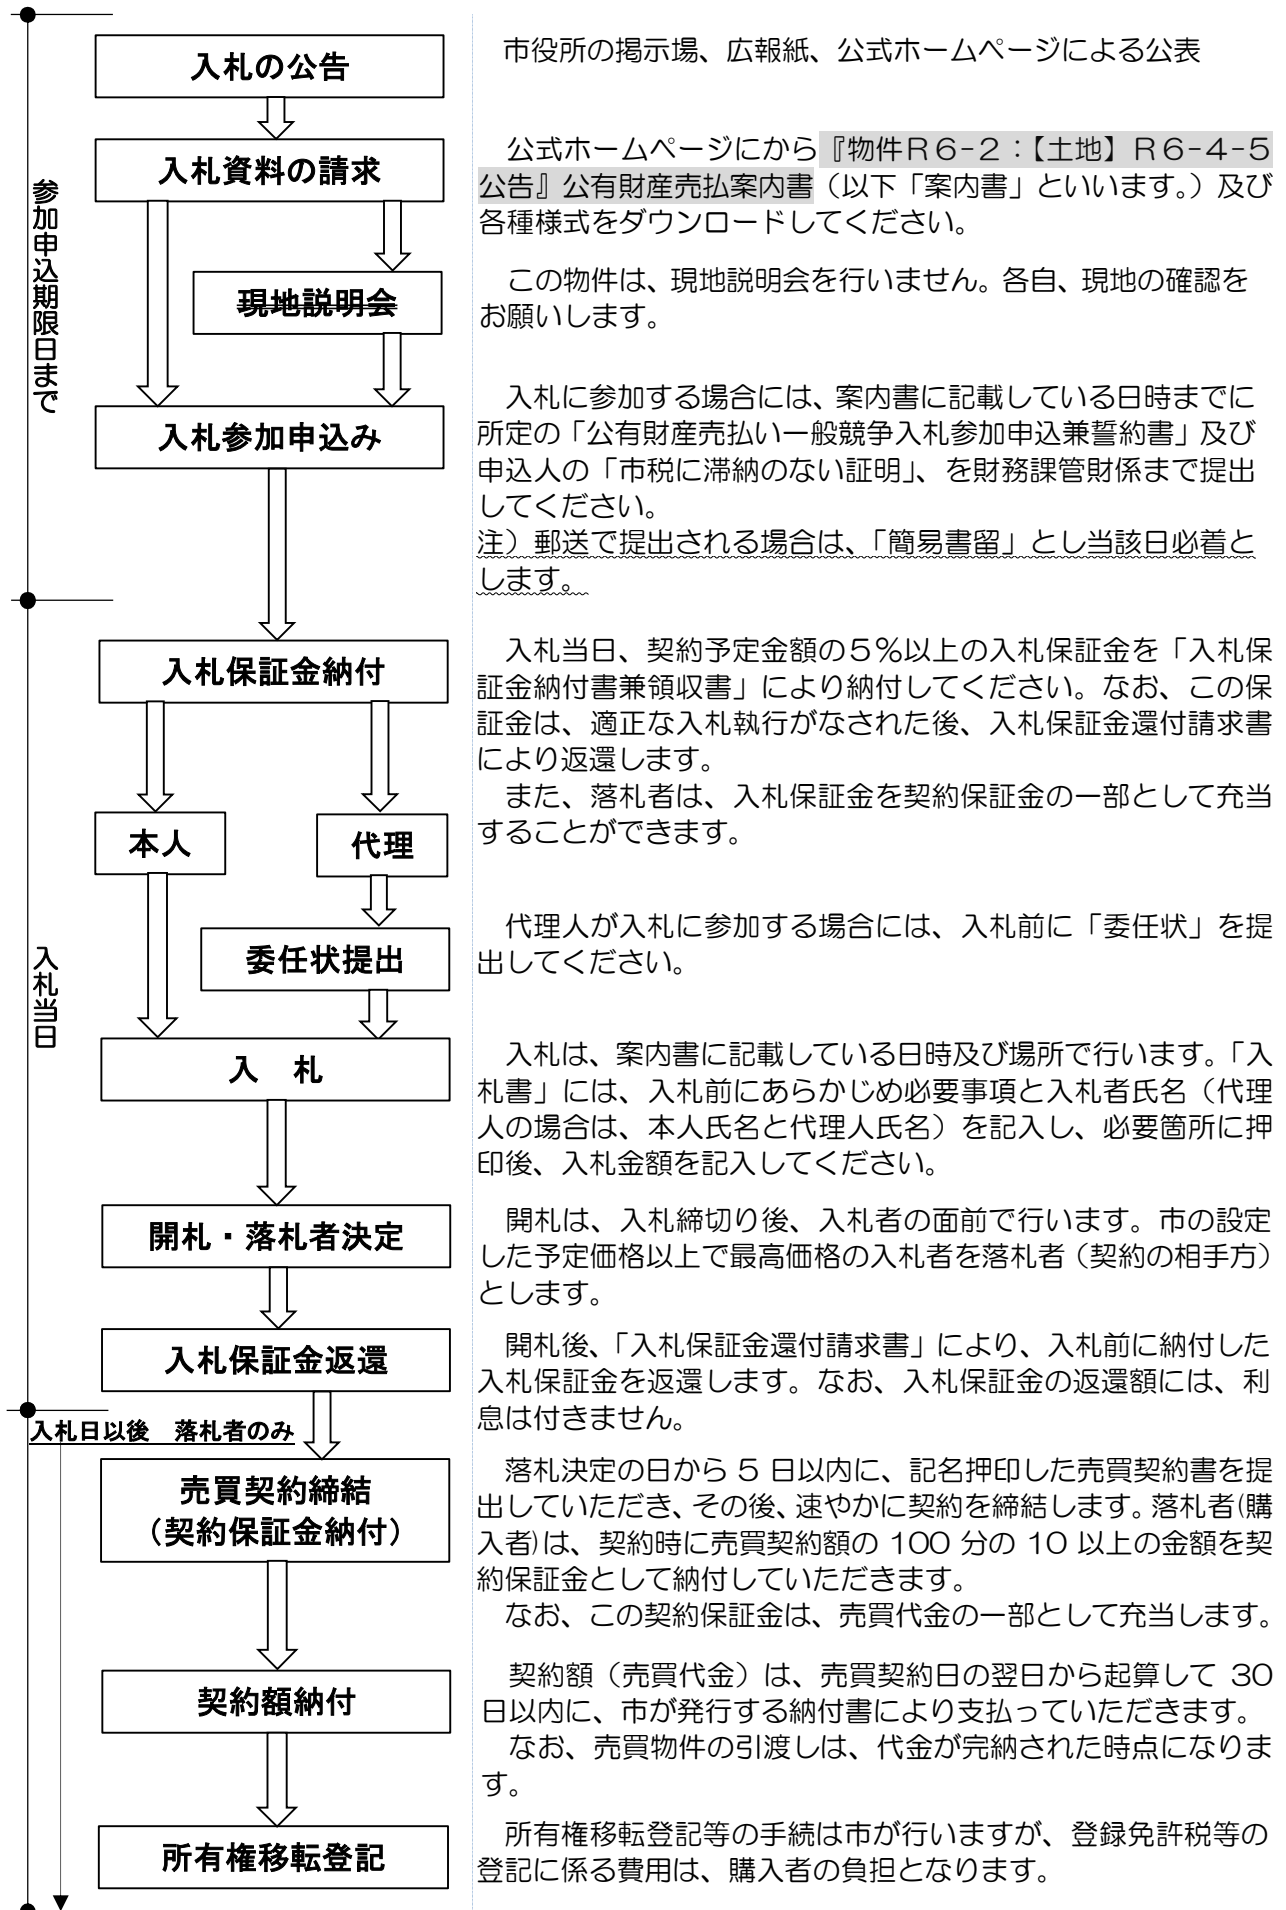 参加申込期限日まで
入札の公告
市役所の掲示場、広報紙、公式ホームページによる公表
入札資料の請求
公式ホームページにから『物件R6-2：【土地】R6-4-5
公告』公有財産売払案内書（以下「案内書」といいます。）及び
各種様式をダウンロードしてください。
現地説明会
この物件は、現地説明会を行いません。各自、現地の確認を
お願いします。
入札参加申込み
入札に参加する場合には、案内書に記載している日時までに
所定の「公有財産売払い一般競争入札参加申込兼誓約書」及び
申込人の「市税に滞納のない証明」、を財務課管財係まで提出
してください。
注）郵送で提出される場合は、「簡易書留」とし当該日必着と
します。
入札当日
入札保証金納付
入札当日、契約予定金額の5％以上の入札保証金を「入札保
証金納付書兼領収書」により納付してください。なお、この保
証金は、適正な入札執行がなされた後、入札保証金還付請求書
により返還します。
また、落札者は、入札保証金を契約保証金の一部として充当
することができます。
本人
代理
委任状提出
代理人が入札に参加する場合には、入札前に「委任状」を提
出してください。
入　札
入札は、案内書に記載している日時及び場所で行います。「入
札書」には、入札前にあらかじめ必要事項と入札者氏名（代理
人の場合は、本人氏名と代理人氏名）を記入し、必要箇所に押
印後、入札金額を記入してください。
開札・落札者決定
開札は、入札締切り後、入札者の面前で行います。市の設定
した予定価格以上で最高価格の入札者を落札者（契約の相手方）
とします。
入札保証金返還
開札後、「入札保証金還付請求書」により、入札前に納付した
入札保証金を返還します。なお、入札保証金の返還額には、利
息は付きません。
入札日以後　落札者のみ
売買契約締結
（契約保証金納付）
落札決定の日から 5 日以内に、記名押印した売買契約書を提
出していただき、その後、速やかに契約を締結します。落札者(購
入者)は、契約時に売買契約額の 100 分の 10 以上の金額を契
約保証金として納付していただきます。
なお、この契約保証金は、売買代金の一部として充当します。
契約額納付
契約額（売買代金）は、売買契約日の翌日から起算して 30
日以内に、市が発行する納付書により支払っていただきます。
なお、売買物件の引渡しは、代金が完納された時点になりま
す。
所有権移転登記
所有権移転登記等の手続は市が行いますが、登録免許税等の
登記に係る費用は、購入者の負担となります。